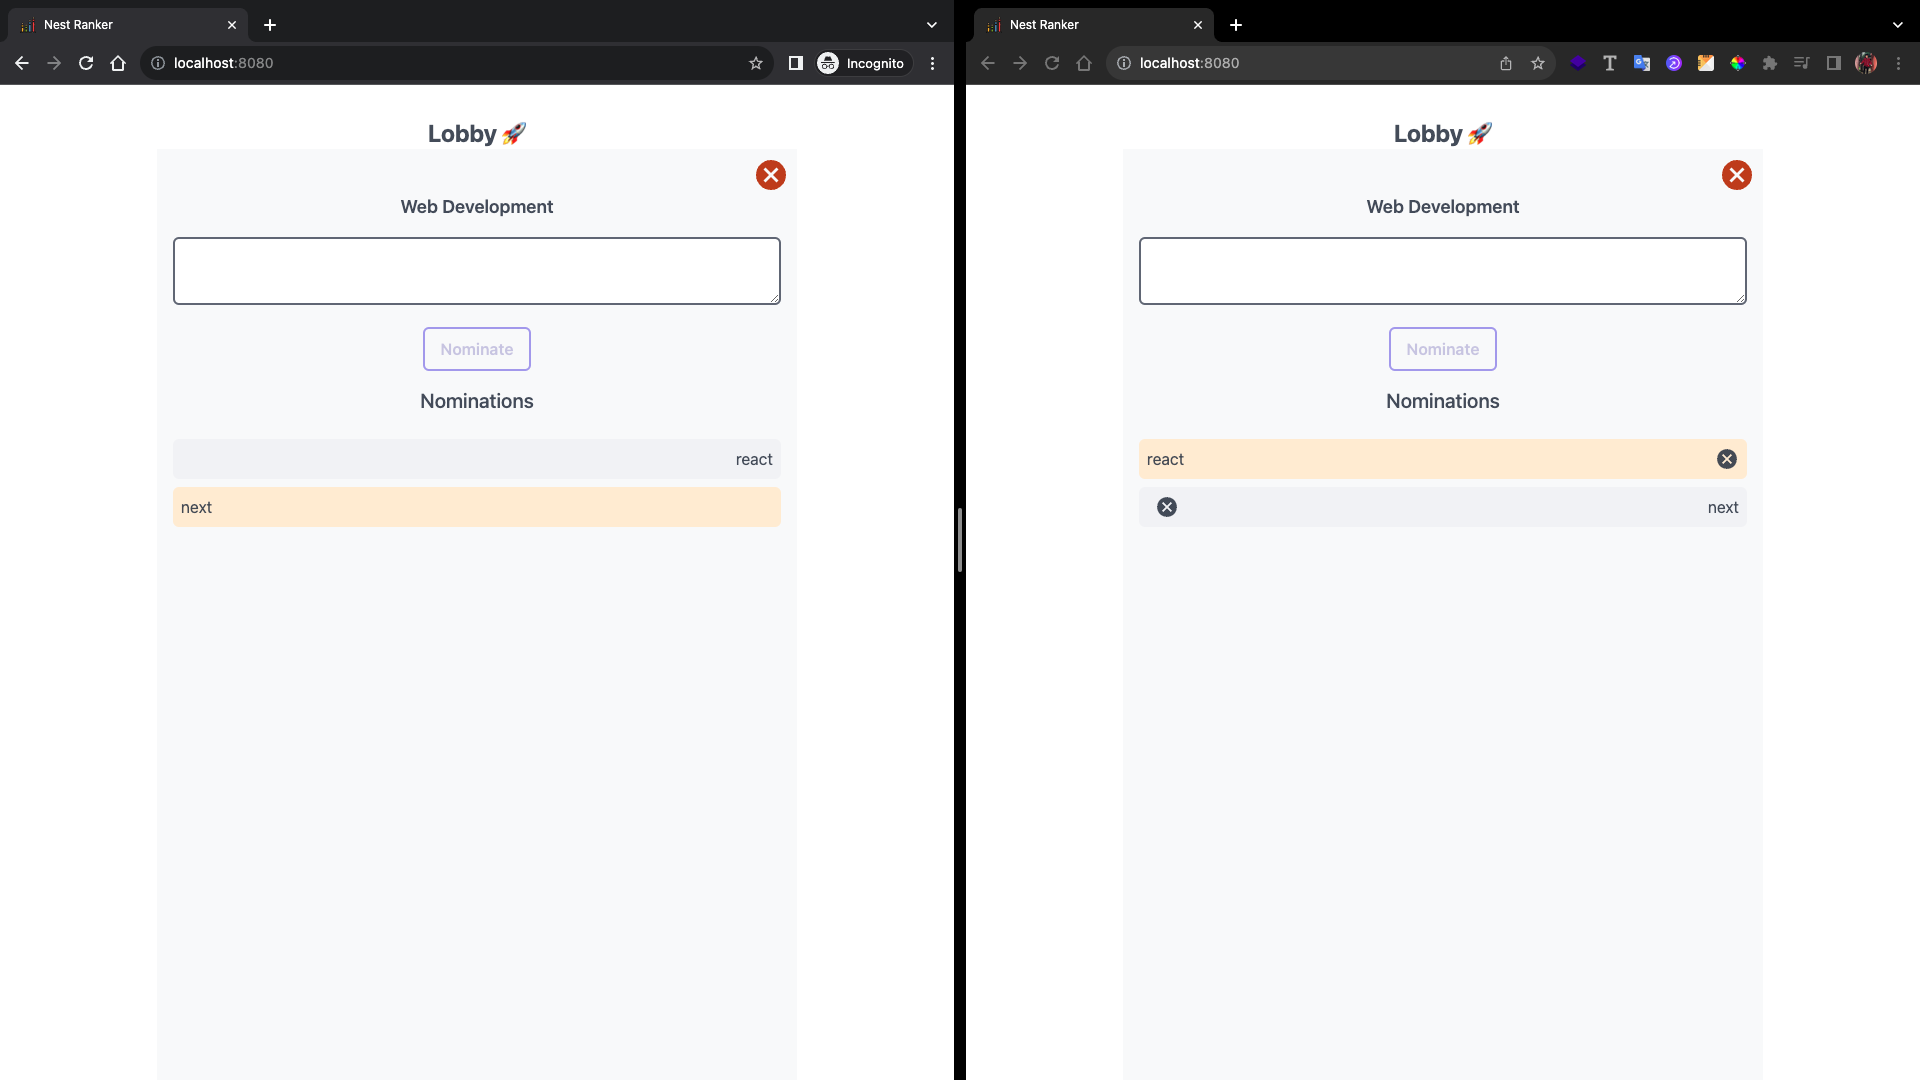 Nest Ranker
localhost:8080
Incognito
Lobby 🚀
Web Development
Nominate
Nominations
react
next
Nest Ranker
localhost:8080
Lobby 🚀
Web Development
Nominate
Nominations
react
next